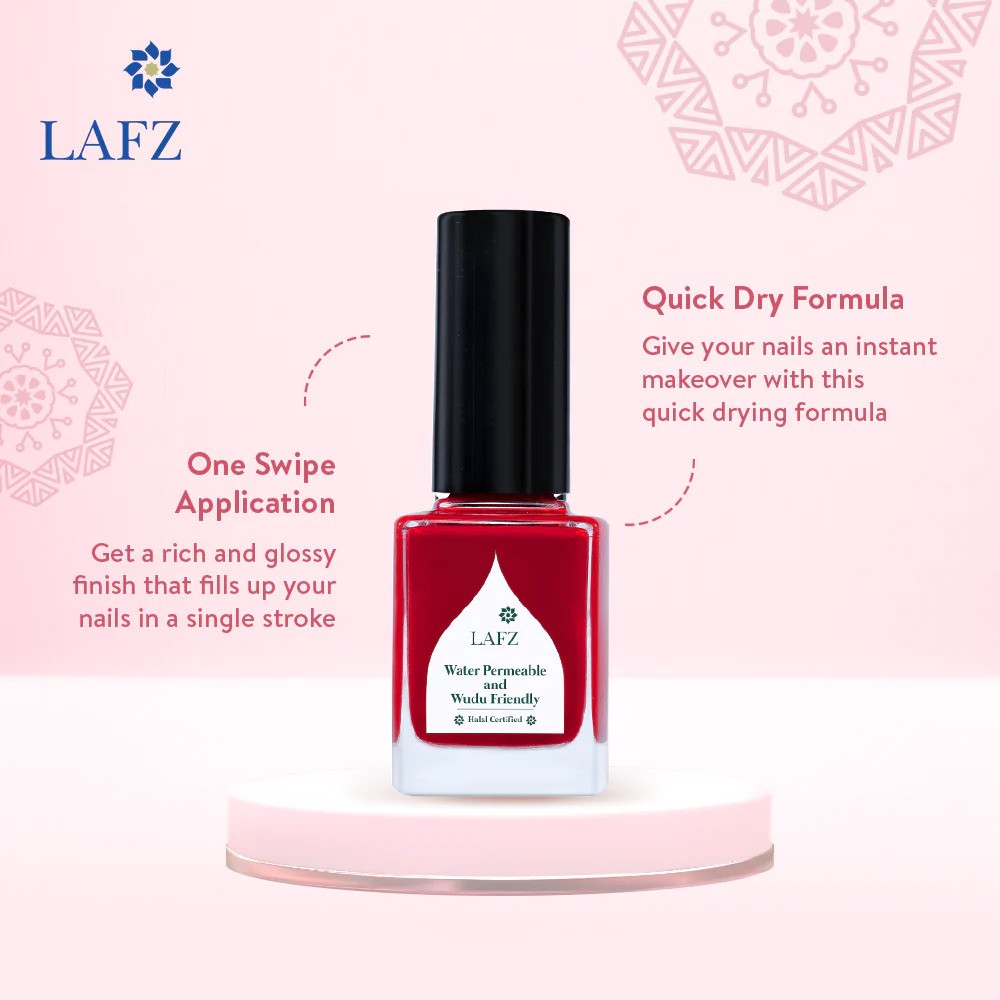 LAFZ
Quick Dry Formula
Give your nails an instant
makeover with this
quick drying formula
One Swipe
Application
Get a rich and glossy
finish that fills up your
nails in a single stroke
LAFZ
Water Permeable
and
Wudu Friendly
Halal Certified